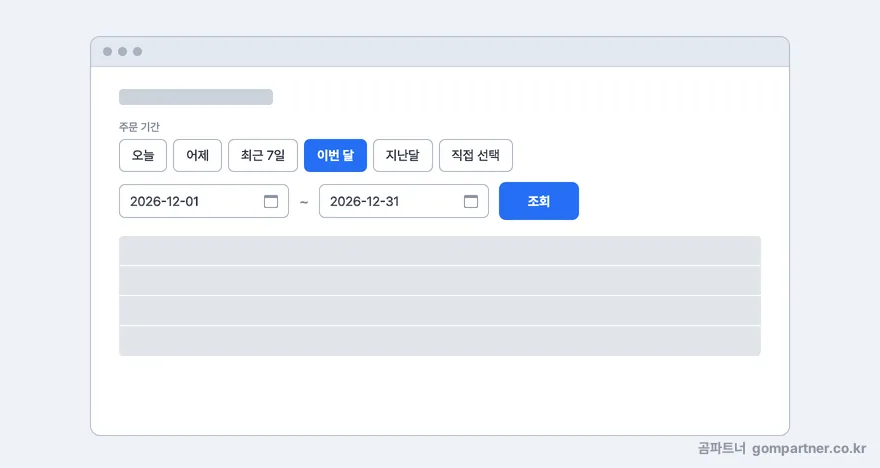 주문 기간
오늘 어제 최근 7일 이번 달 지난달 직접 선택
2026-12-01 ~ 2026-12-31 조회
곰파트너 gompartner.co.kr